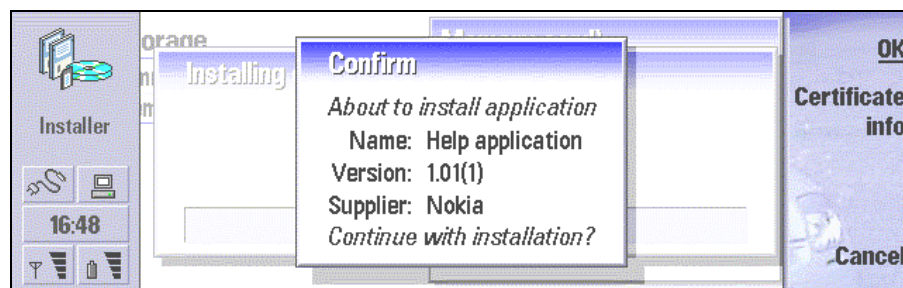 Installer
16:48
orage
Installing
Confirm
About to install application
Name: Help application
Version: 1.01(1)
Supplier: Nokia
Continue with installation?
OK
Certificate
info
Cancel